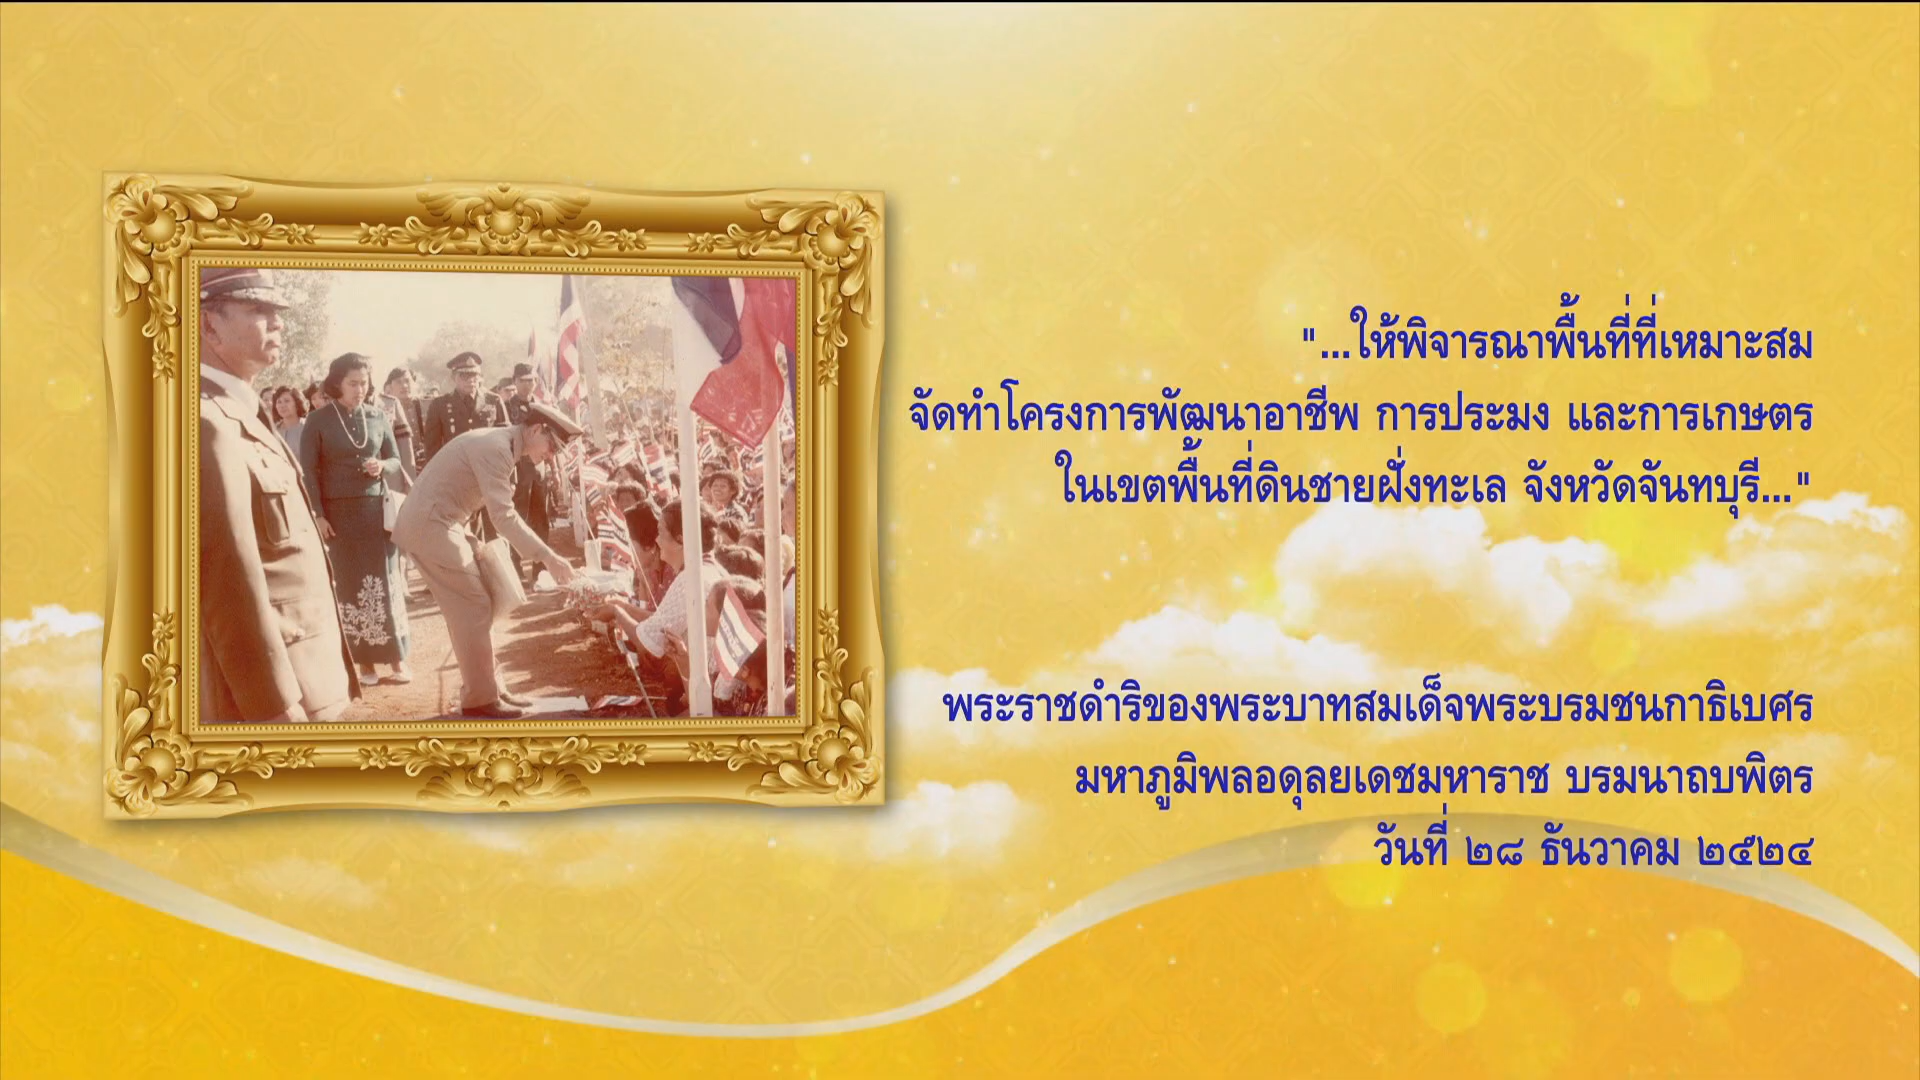 "...ให้พิจารณาพื้นที่ที่เหมาะสม
จัดทำโครงการพัฒนาอาชีพ การประมง และการเกษตร
ในเขตพื้นที่ดินชายฝั่งทะเล จังหวัดจันทบุรี..."
พระราชดำริของพระบาทสมเด็จพระบรมชนกาธิเบศร
มหาภูมิพลอดุลยเดชมหาราช บรมนาถบพิตร
วันที่ ๒๘ ธันวาคม ๒๕๒๔